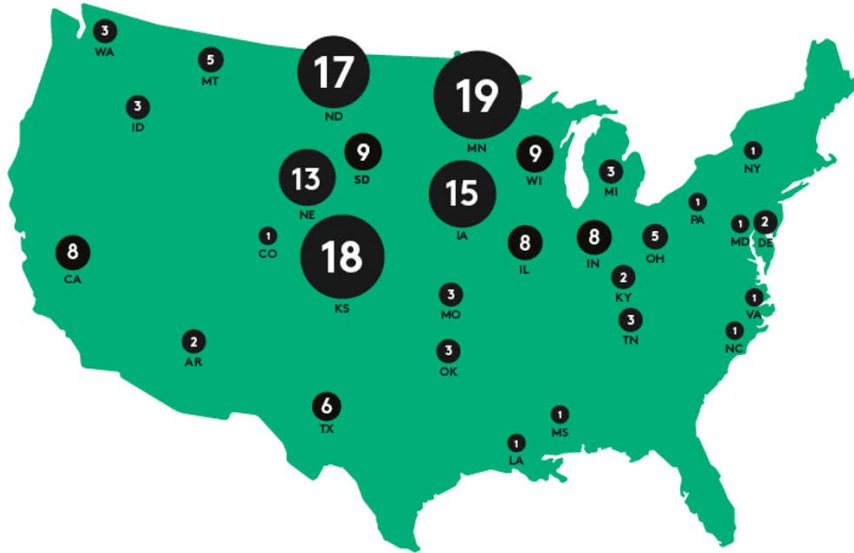 3
WA
5
MT
17
ND
19
MN
3
ID
9
SD
9
WI
3
MI
1
NY
13
NE
15
IA
1
PA
1
MD
2
DE
8
CA
1
CO
18
KS
8
IL
8
IN
5
OH
2
KY
3
MO
1
VA
3
TN
1
NC
2
AR
3
OK
6
TX
1
MS
1
LA